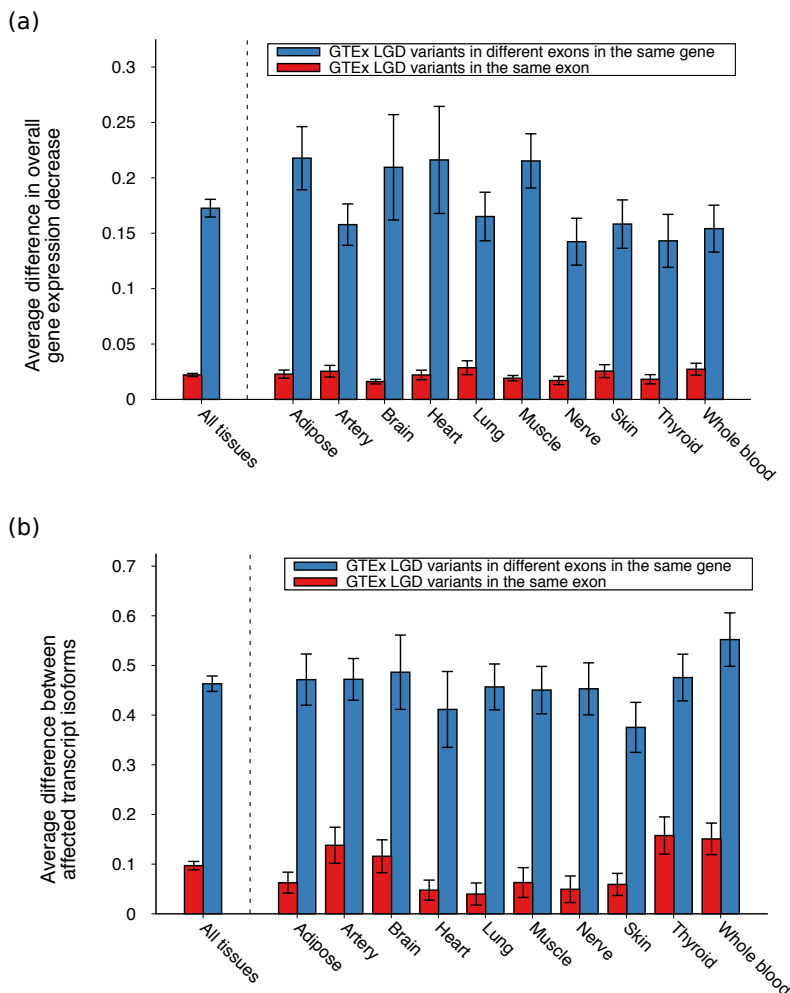 (a)
GTEx LGD variants in different exons in the same gene
GTEx LGD variants in the same exon
Average difference in overall
gene expression decrease
0.3
0.25
0.2
0.15
0.1
0.05
0
All tissues
Adipose
Artery
Brain
Heart
Lung
Muscle
Nerve
Skin
Thyroid
Whole blood
(b)
GTEx LGD variants in different exons in the same gene
GTEx LGD variants in the same exon
Average difference between
affected transcript isoforms
0.7
0.6
0.5
0.4
0.3
0.2
0.1
0
All tissues
Adipose
Artery
Brain
Heart
Lung
Muscle
Nerve
Skin
Thyroid
Whole blood